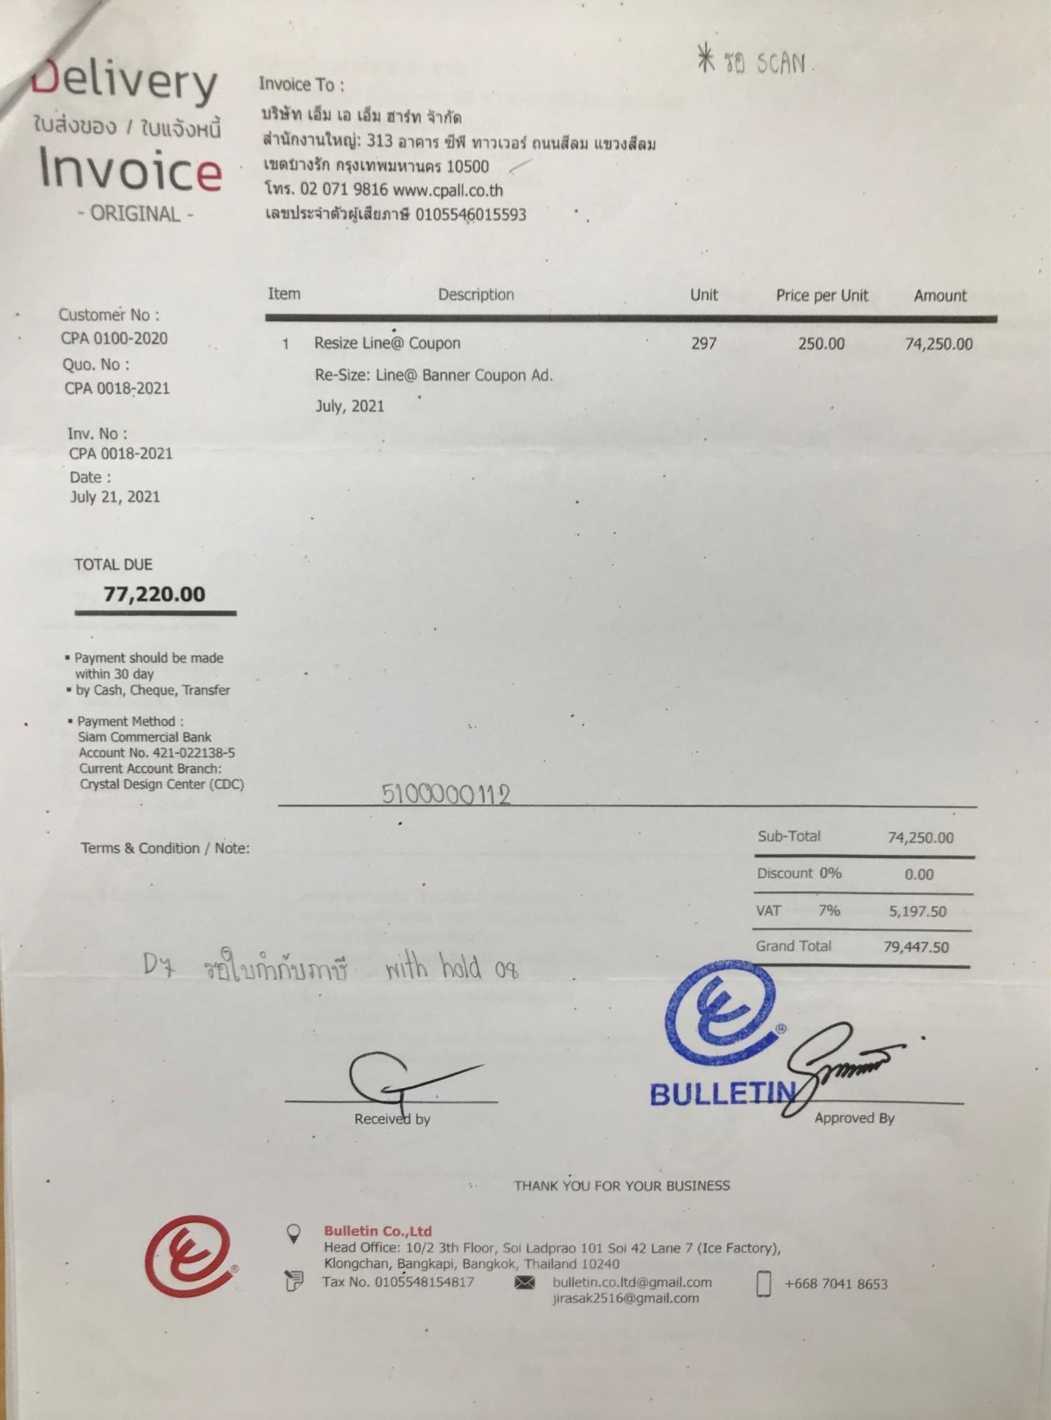 * รอ SCAN.
Delivery
ใบส่งของ / ใบแจ้งหนี้
Invoice
- ORIGINAL -
Invoice To :
บริษัท เอ็ม เอ เอ็ม ฮาร์ท จำกัด
สำนักงานใหญ่: 313 อาคาร ซีพี ทาวเวอร์ ถนนสีลม แขวงสีลม
เขตบางรัก กรุงเทพมหานคร 10500
โทร. 02 071 9816 www.cpall.co.th
เลขประจำตัวผู้เสียภาษี 0105546015593
Customer No :
CPA 0100-2020
Quo. No :
CPA 0018-2021
Inv. No :
CPA 0018-2021
Date :
July 21, 2021
TOTAL DUE
77,220.00
▪ Payment should be made
within 30 day
▪ by Cash, Cheque, Transfer
▪ Payment Method :
Siam Commercial Bank
Account No. 421-022138-5
Current Account Branch:
Crystal Design Center (CDC)
Item Description Unit Price per Unit Amount
1 Resize Line@ Coupon 297 250.00 74,250.00
Re-Size: Line@ Banner Coupon Ad.
July, 2021
5100000112
Terms & Condition / Note:
Sub-Total 74,250.00
Discount 0% 0.00
VAT 7% 5,197.50
Grand Total 79,447.50
D7 รอใบกำกับภาษี with hold 08
BULLETIN
®
Received by
Approved By
THANK YOU FOR YOUR BUSINESS
Bulletin Co.,Ltd
Head Office: 10/2 3th Floor, Soi Ladprao 101 Soi 42 Lane 7 (Ice Factory),
Klongchan, Bangkapi, Bangkok, Thailand 10240
Tax No. 0105548154817 bulletin.co.ltd@gmail.com +668 7041 8653
jirasak2516@gmail.com
®